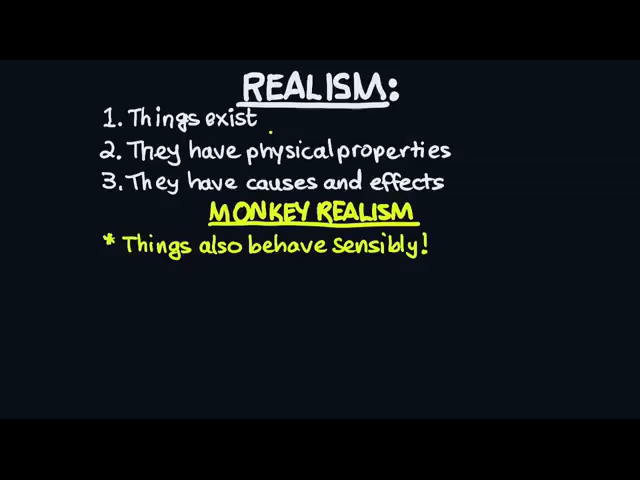 REALISM:
1. Things exist
2. They have physical properties
3. They have causes and effects
MONKEY REALISM
* Things also behave sensibly!